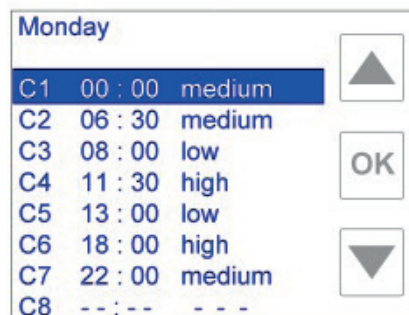 Monday
C1 00 : 00 medium
C2 06 : 30 medium
C3 08 : 00 low
C4 11 : 30 high
OK
C5 13 : 00 low
C6 18 : 00 high
C7 22 : 00 medium
C8 - - : - - - - -